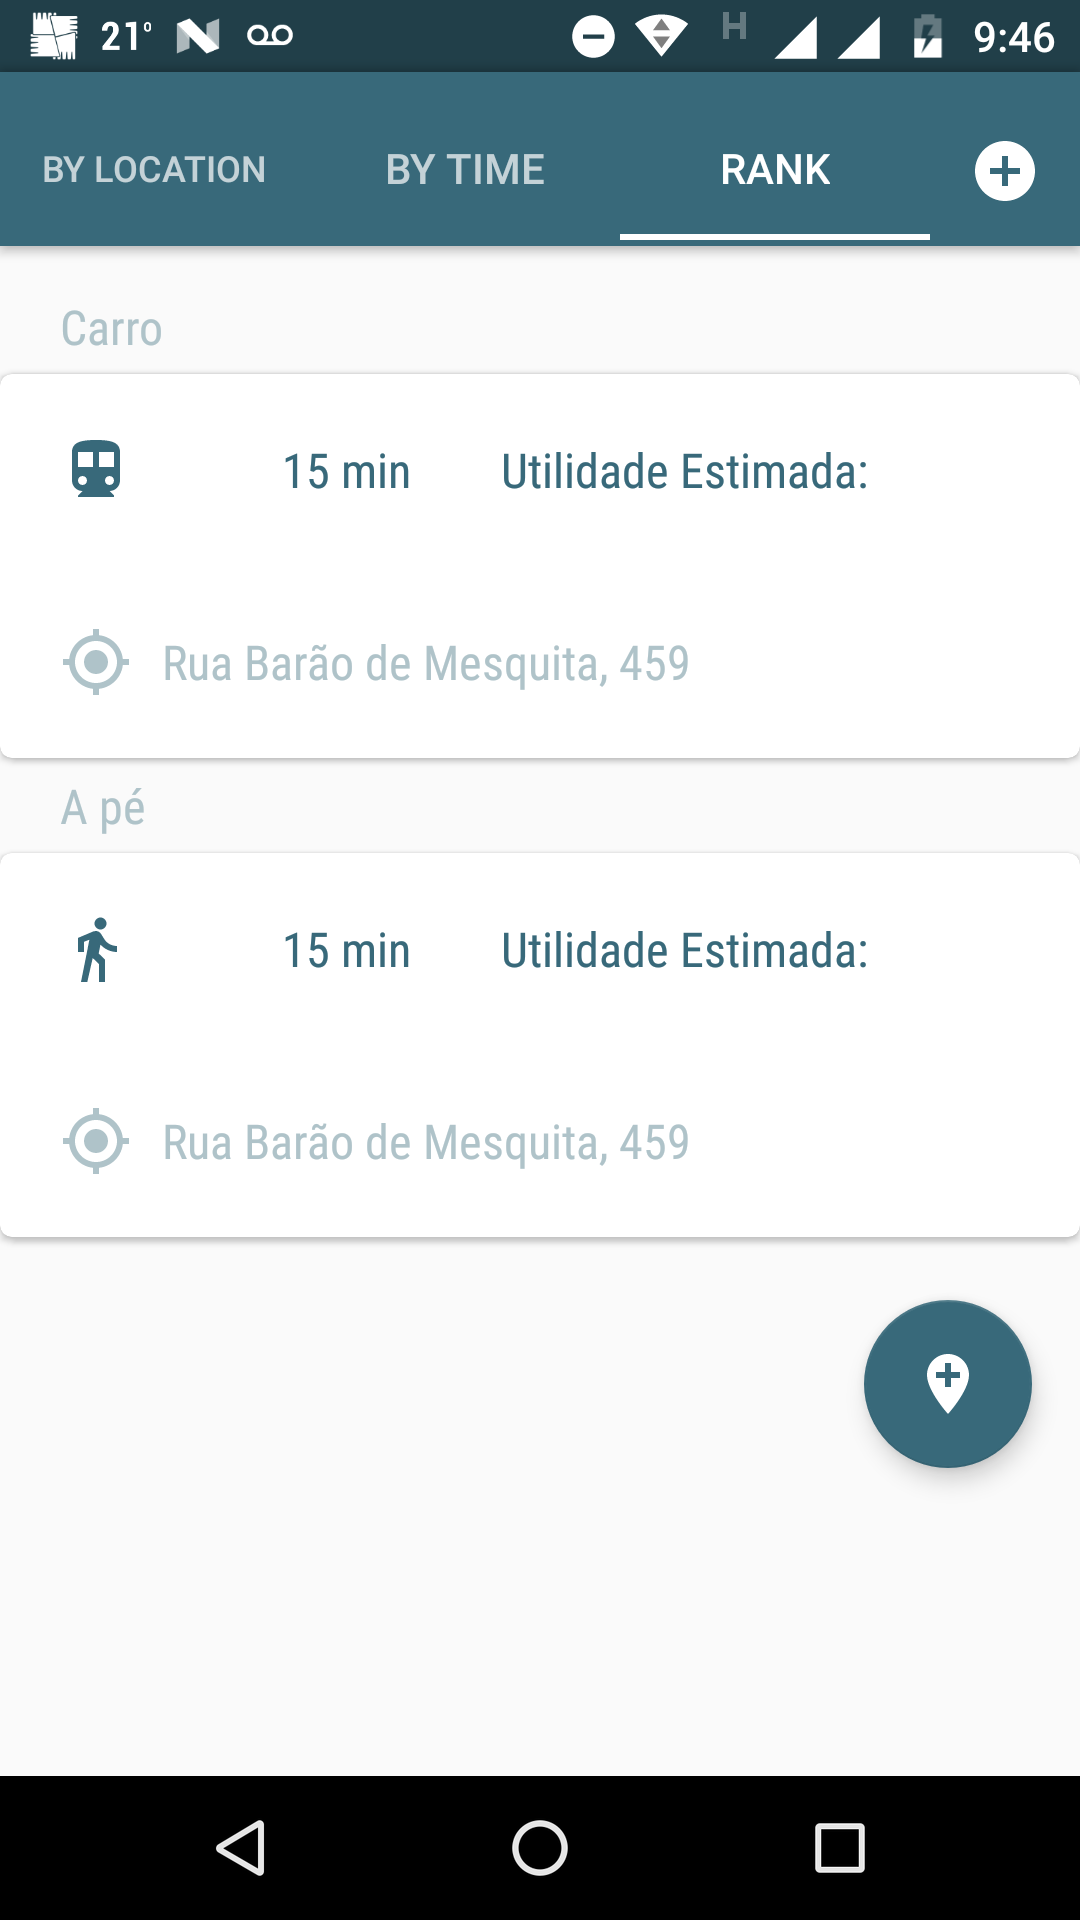 21° 9:46
BY LOCATION BY TIME RANK
Carro
15 min Utilidade Estimada:
Rua Barão de Mesquita, 459
A pé
15 min Utilidade Estimada:
Rua Barão de Mesquita, 459